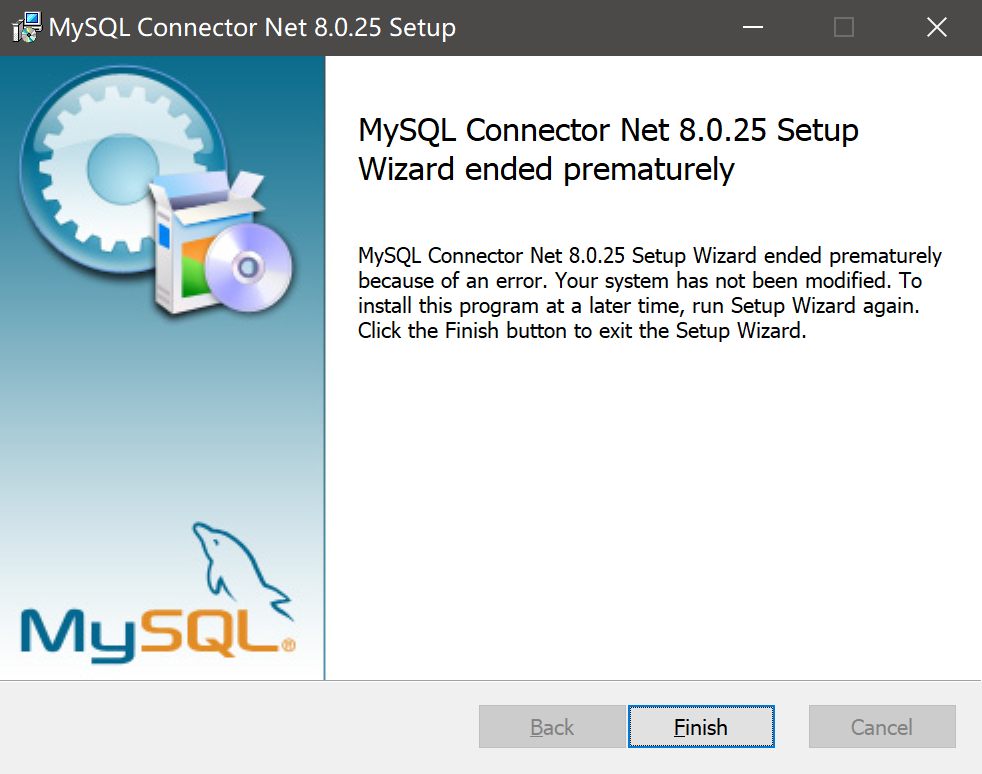 MySQL Connector Net 8.0.25 Setup
MySQL Connector Net 8.0.25 Setup
Wizard ended prematurely
MySQL Connector Net 8.0.25 Setup Wizard ended prematurely
because of an error. Your system has not been modified. To
install this program at a later time, run Setup Wizard again.
Click the Finish button to exit the Setup Wizard.
MySQL®
Back
Finish
Cancel